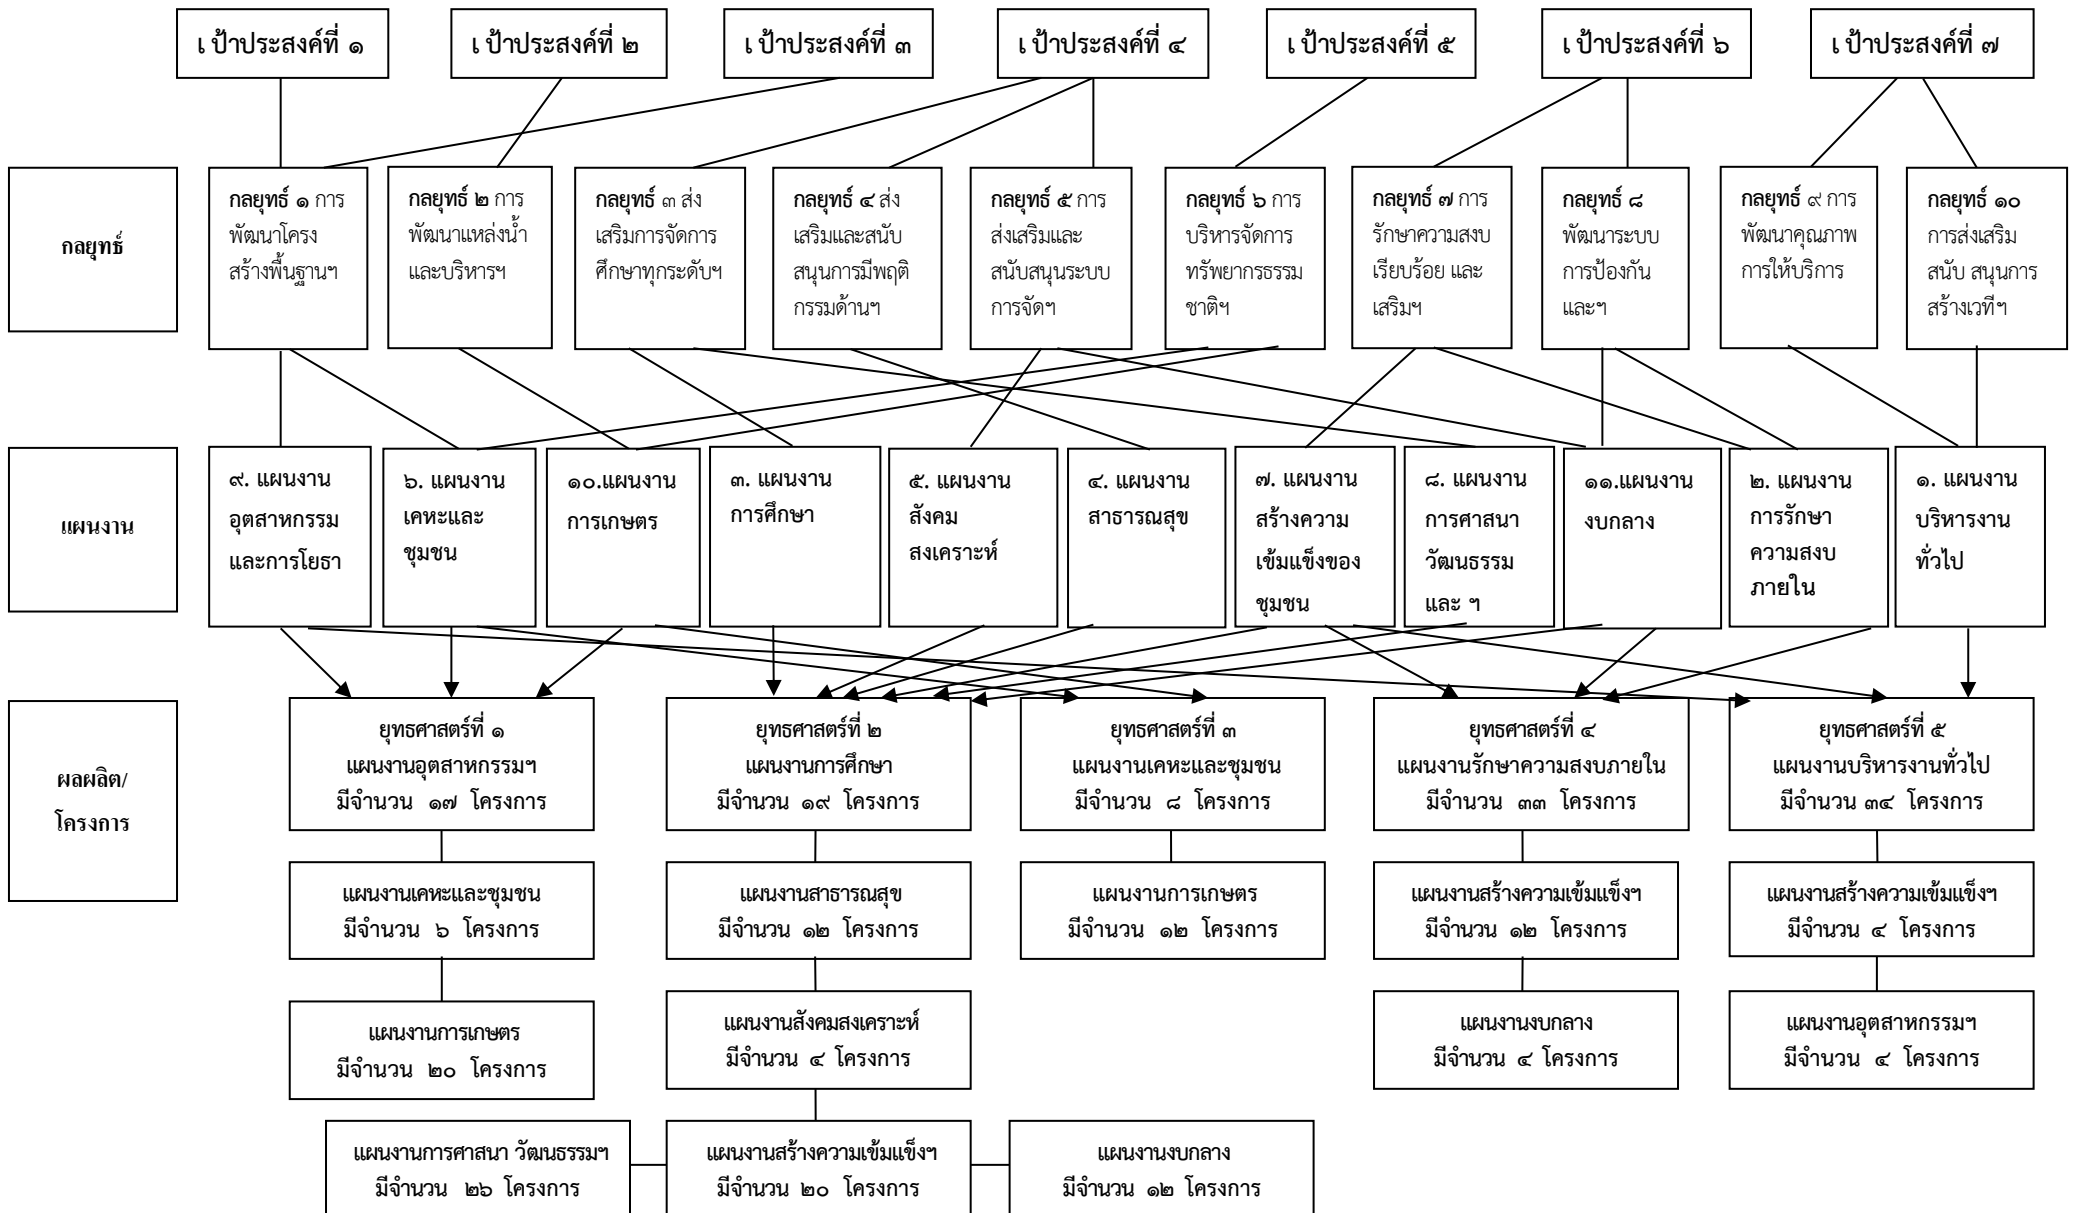 เ ป้าประสงค์ที่ ๑
เ ป้าประสงค์ที่ ๒
เ ป้าประสงค์ที่ ๓
เ ป้าประสงค์ที่ ๔
เ ป้าประสงค์ที่ ๕
เ ป้าประสงค์ที่ ๖
เ ป้าประสงค์ที่ ๗
กลยุทธ์
กลยุทธ์ ๑ การ
พัฒนาโครง
สร้างพื้นฐานฯ
กลยุทธ์ ๒ การ
พัฒนาแหล่งน้ำ
และบริหารฯ
กลยุทธ์ ๓ ส่ง
เสริมการจัดการ
ศึกษาทุกระดับฯ
กลยุทธ์ ๔ ส่ง
เสริมและสนับ
สนุนการมีพฤติ
กรรมด้านฯ
กลยุทธ์ ๕ การ
ส่งเสริมและ
สนับสนุนระบบ
การจัดฯ
กลยุทธ์ ๖ การ
บริหารจัดการ
ทรัพยากรธรรม
ชาติฯ
กลยุทธ์ ๗ การ
รักษาความสงบ
เรียบร้อย และ
เสริมฯ
กลยุทธ์ ๘
พัฒนาระบบ
การป้องกัน
และฯ
กลยุทธ์ ๙ การ
พัฒนาคุณภาพ
การให้บริการ
กลยุทธ์ ๑๐
การส่งเสริม
สนับ สนุนการ
สร้างเวทีฯ
แผนงาน
๙. แผนงาน
อุตสาหกรรม
และการโยธา
๖. แผนงาน
เคหะและ
ชุมชน
๑๐.แผนงาน
การเกษตร
๓. แผนงาน
การศึกษา
๕. แผนงาน
สังคม
สงเคราะห์
๔. แผนงาน
สาธารณสุข
๗. แผนงาน
สร้างความ
เข้มแข็งของ
ชุมชน
๘. แผนงาน
การศาสนา
วัฒนธรรม
และ ฯ
๑๑.แผนงาน
งบกลาง
๒. แผนงาน
การรักษา
ความสงบ
ภายใน
๑. แผนงาน
บริหารงาน
ทั่วไป
ผลผลิต/
โครงการ
ยุทธศาสตร์ที่ ๑
แผนงานอุตสาหกรรมฯ
มีจำนวน ๑๗ โครงการ
ยุทธศาสตร์ที่ ๒
แผนงานการศึกษา
มีจำนวน ๑๙ โครงการ
ยุทธศาสตร์ที่ ๓
แผนงานเคหะและชุมชน
มีจำนวน ๘ โครงการ
ยุทธศาสตร์ที่ ๔
แผนงานรักษาความสงบภายใน
มีจำนวน ๓๓ โครงการ
ยุทธศาสตร์ที่ ๕
แผนงานบริหารงานทั่วไป
มีจำนวน ๓๔ โครงการ
แผนงานเคหะและชุมชน
มีจำนวน ๖ โครงการ
แผนงานสาธารณสุข
มีจำนวน ๑๒ โครงการ
แผนงานการเกษตร
มีจำนวน ๑๒ โครงการ
แผนงานสร้างความเข้มแข็งฯ
มีจำนวน ๑๒ โครงการ
แผนงานสร้างความเข้มแข็งฯ
มีจำนวน ๔ โครงการ
แผนงานการเกษตร
มีจำนวน ๒๐ โครงการ
แผนงานสังคมสงเคราะห์
มีจำนวน ๔ โครงการ
แผนงานงบกลาง
มีจำนวน ๔ โครงการ
แผนงานอุตสาหกรรมฯ
มีจำนวน ๔ โครงการ
แผนงานการศาสนา วัฒนธรรมฯ
มีจำนวน ๒๖ โครงการ
แผนงานสร้างความเข้มแข็งฯ
มีจำนวน ๒๐ โครงการ
แผนงานงบกลาง
มีจำนวน ๑๒ โครงการ